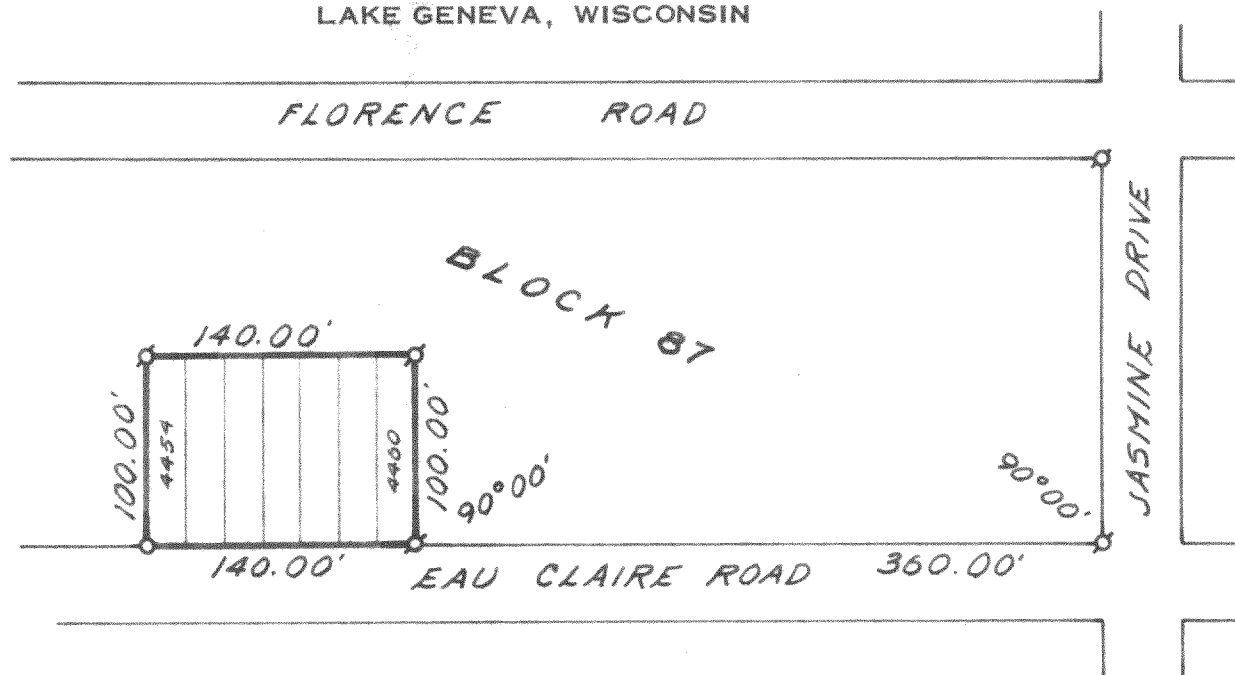 LAKE GENEVA, WISCONSIN
FLORENCE ROAD
BLOCK 87
JASMINE DRIVE
140.00'
100.00'
4454
4460
100.00'
90°00'
90°00'
140.00'
EAU CLAIRE ROAD
360.00'